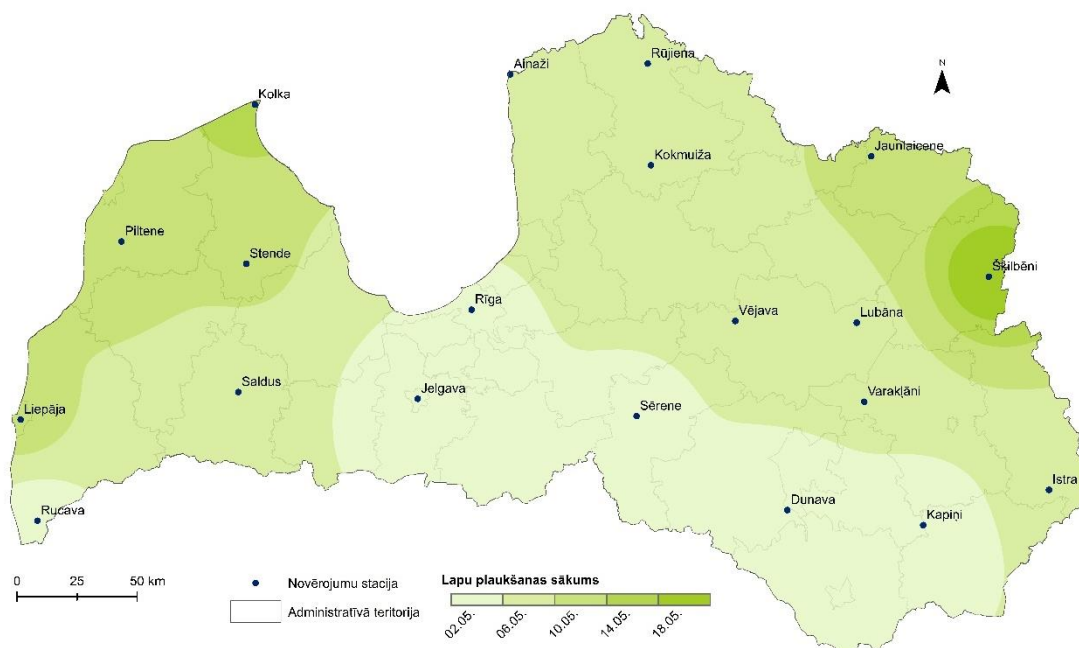 Rūjiena
Ainaži
N
Kolka
Jaunlaicene
Kokmuiža
Piltene
Stende
Šķilbēni
Rīga
Vējava
Lubāna
Saldus
Jelgava
Varakļāni
Liepāja
Sērene
Istra
Dunava
Rucava
Kapiņi
0 25 50 km
Novērojumu stacija
Administratīvā teritorija
Lapu plaukšanas sākums
02.05. 06.05. 10.05. 14.05. 18.05.